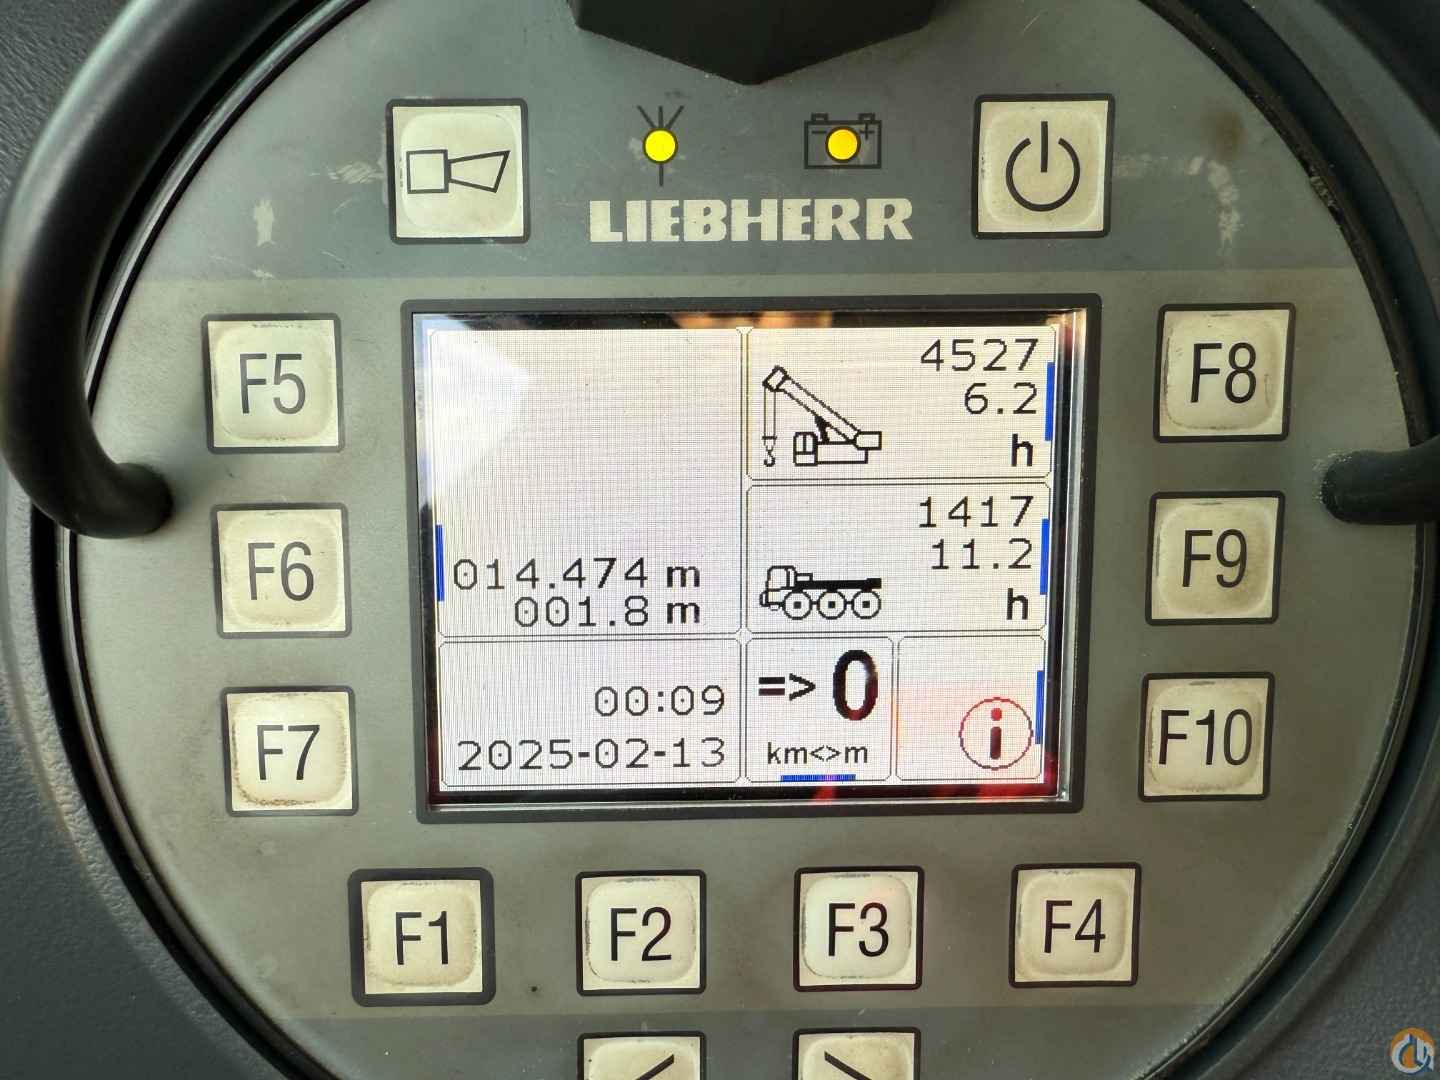 LIEBHERR
F5
F8
4527
6.2
h
F6
F9
014.474 m
001.8 m
1417
11.2
h
F7
F10
00:09
2025-02-13
=> 0
km<>m
i
F1
F2
F3
F4